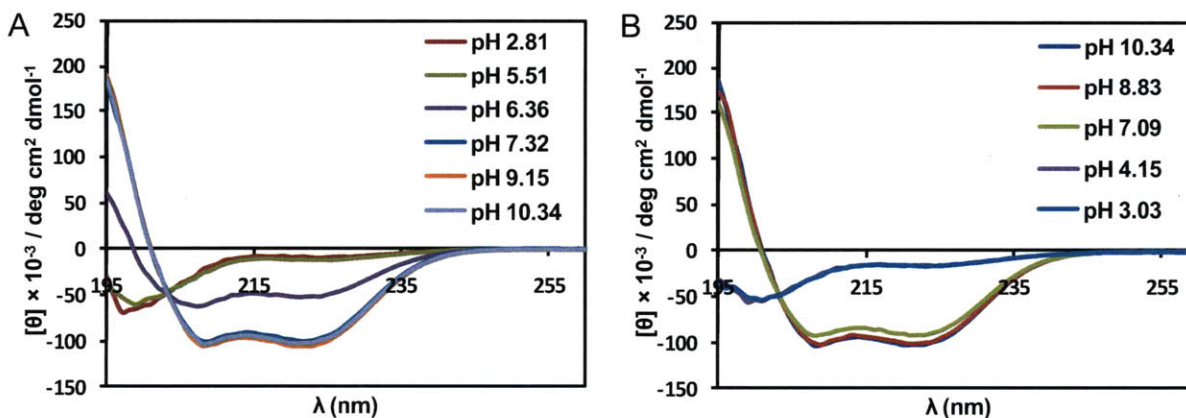 A
[θ] × 10⁻³ / deg cm² dmol⁻¹
250
200
150
100
50
0
-50
-100
-150
195
215
235
255
λ (nm)
pH 2.81
pH 5.51
pH 6.36
pH 7.32
pH 9.15
pH 10.34
B
[θ] × 10⁻³ / deg cm² dmol⁻¹
250
200
150
100
50
0
-50
-100
-150
195
215
235
255
λ (nm)
pH 10.34
pH 8.83
pH 7.09
pH 4.15
pH 3.03